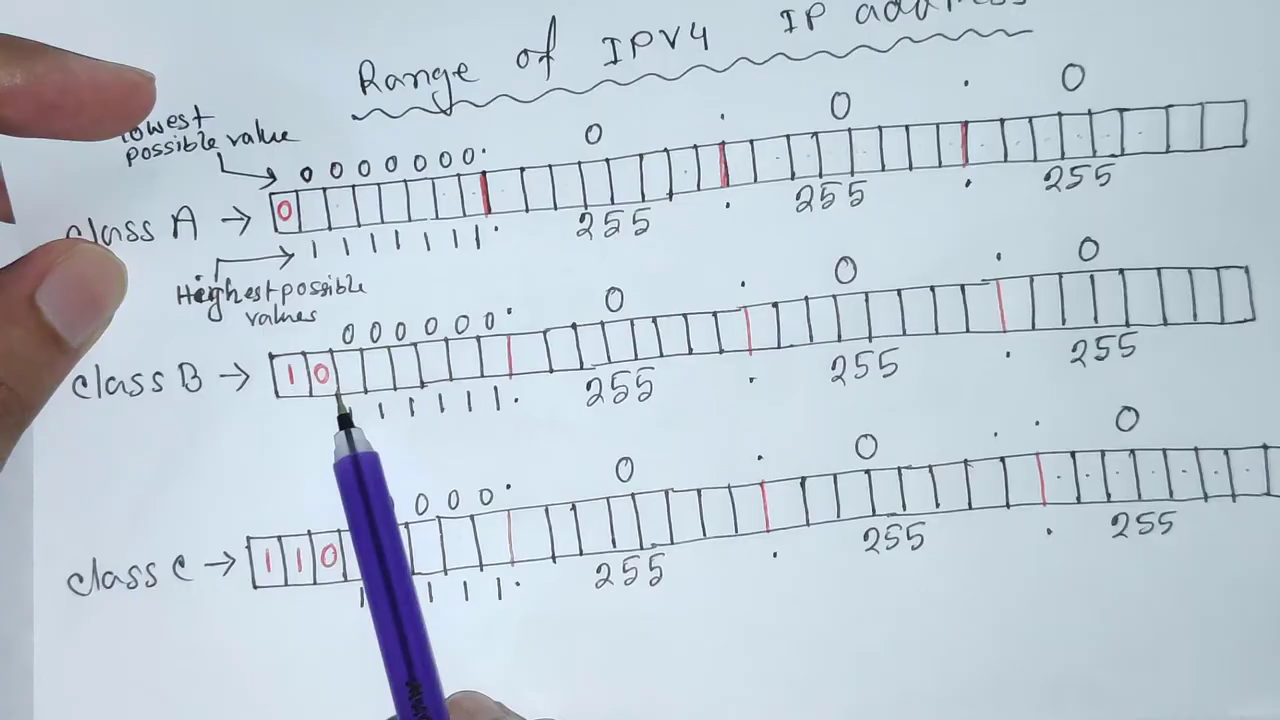 Range of IPV4 IP address
lowest
possible value
0 0 0 0 0 0 0 . 0 . 0 . 0
class A → 0
1 1 1 1 1 1 1 . 255 . 255 . 255
Highest possible
values
0 0 0 0 0 0 . 0 . 0 . 0
class B → 1 0
1 1 1 1 1 1 . 255 . 255 . 255
0 0 0 . 0 . 0 . . 0
class C → 1 1 0
1 1 1 1 . 255 . 255 . 255